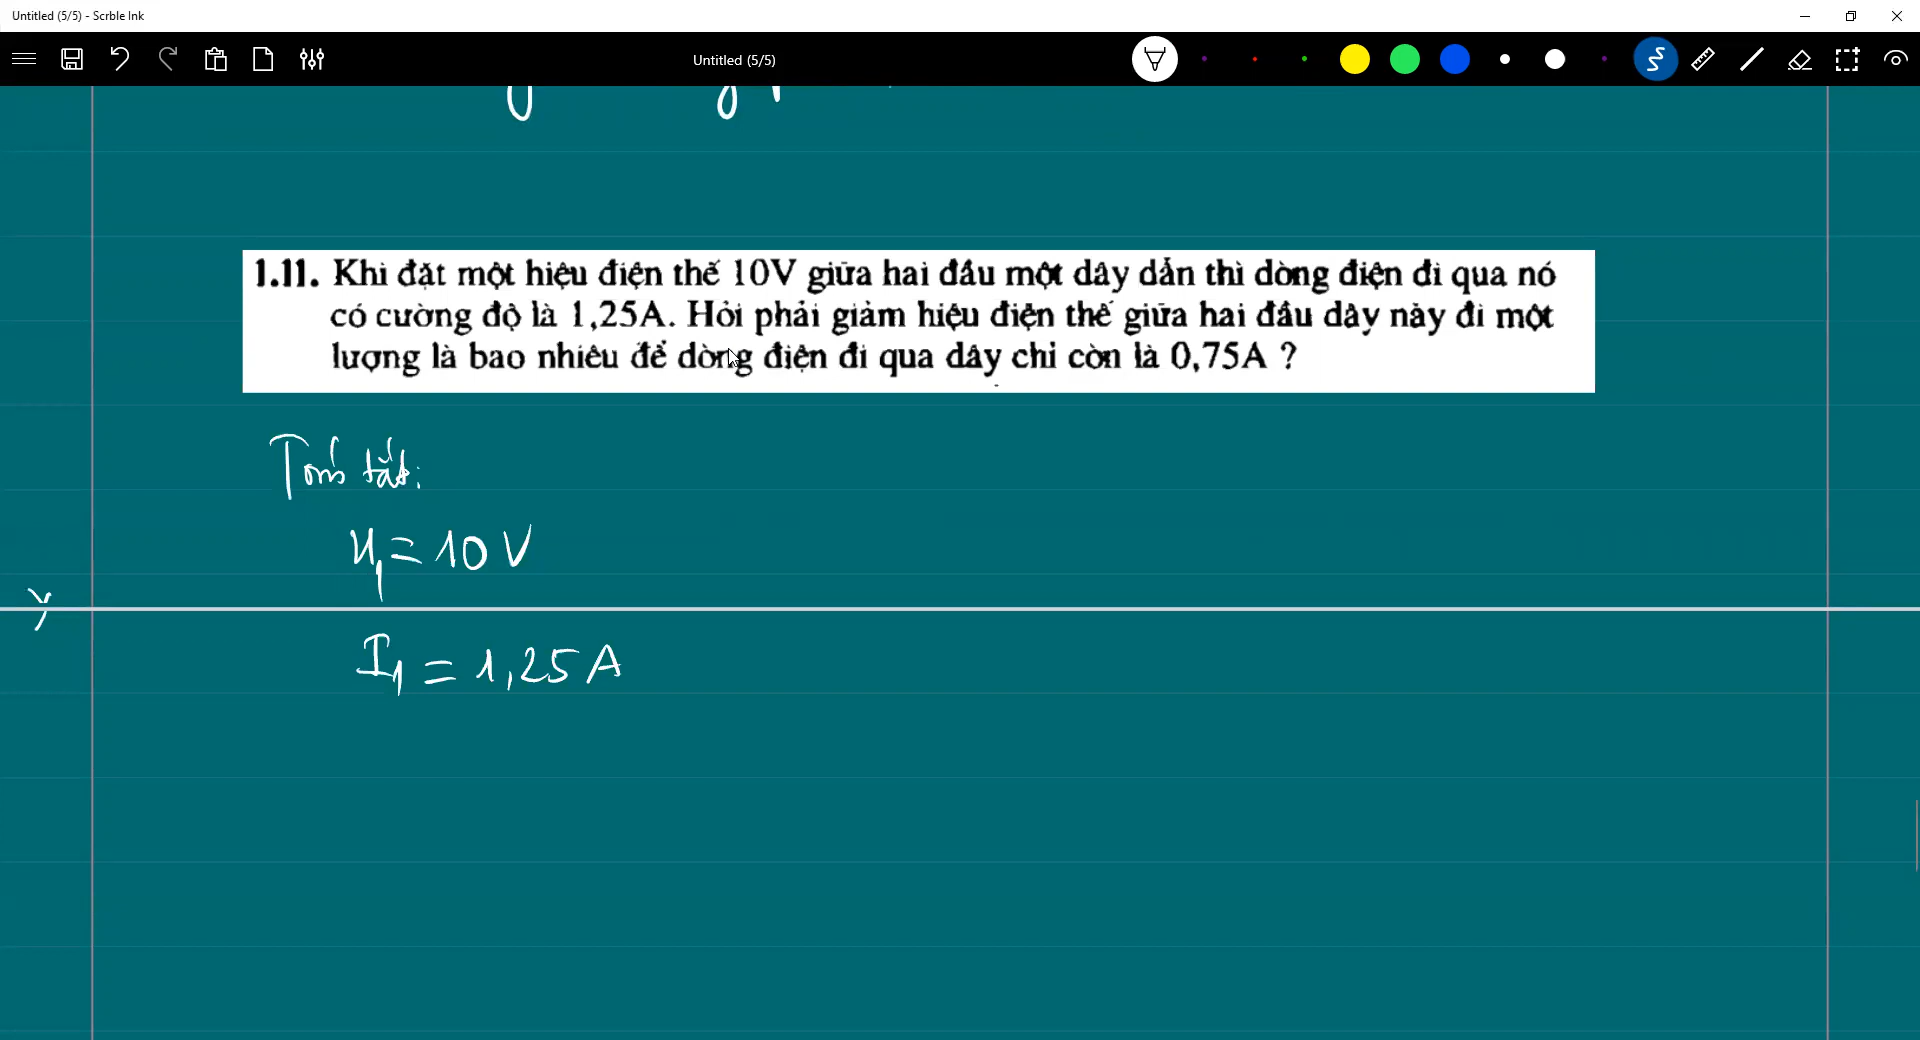 Untitled (5/5) - Scrble Ink
Untitled (5/5)
1.11. Khi đặt một hiệu điện thế 10V giữa hai đầu một dây dẫn thì dòng điện đi qua nó
có cường độ là 1,25A. Hỏi phải giảm hiệu điện thế giữa hai đầu dây này đi một
lượng là bao nhiêu để dòng điện đi qua dây chỉ còn là 0,75A ?
Tóm tắt:
U₁ = 10 V
I₁ = 1,25 A